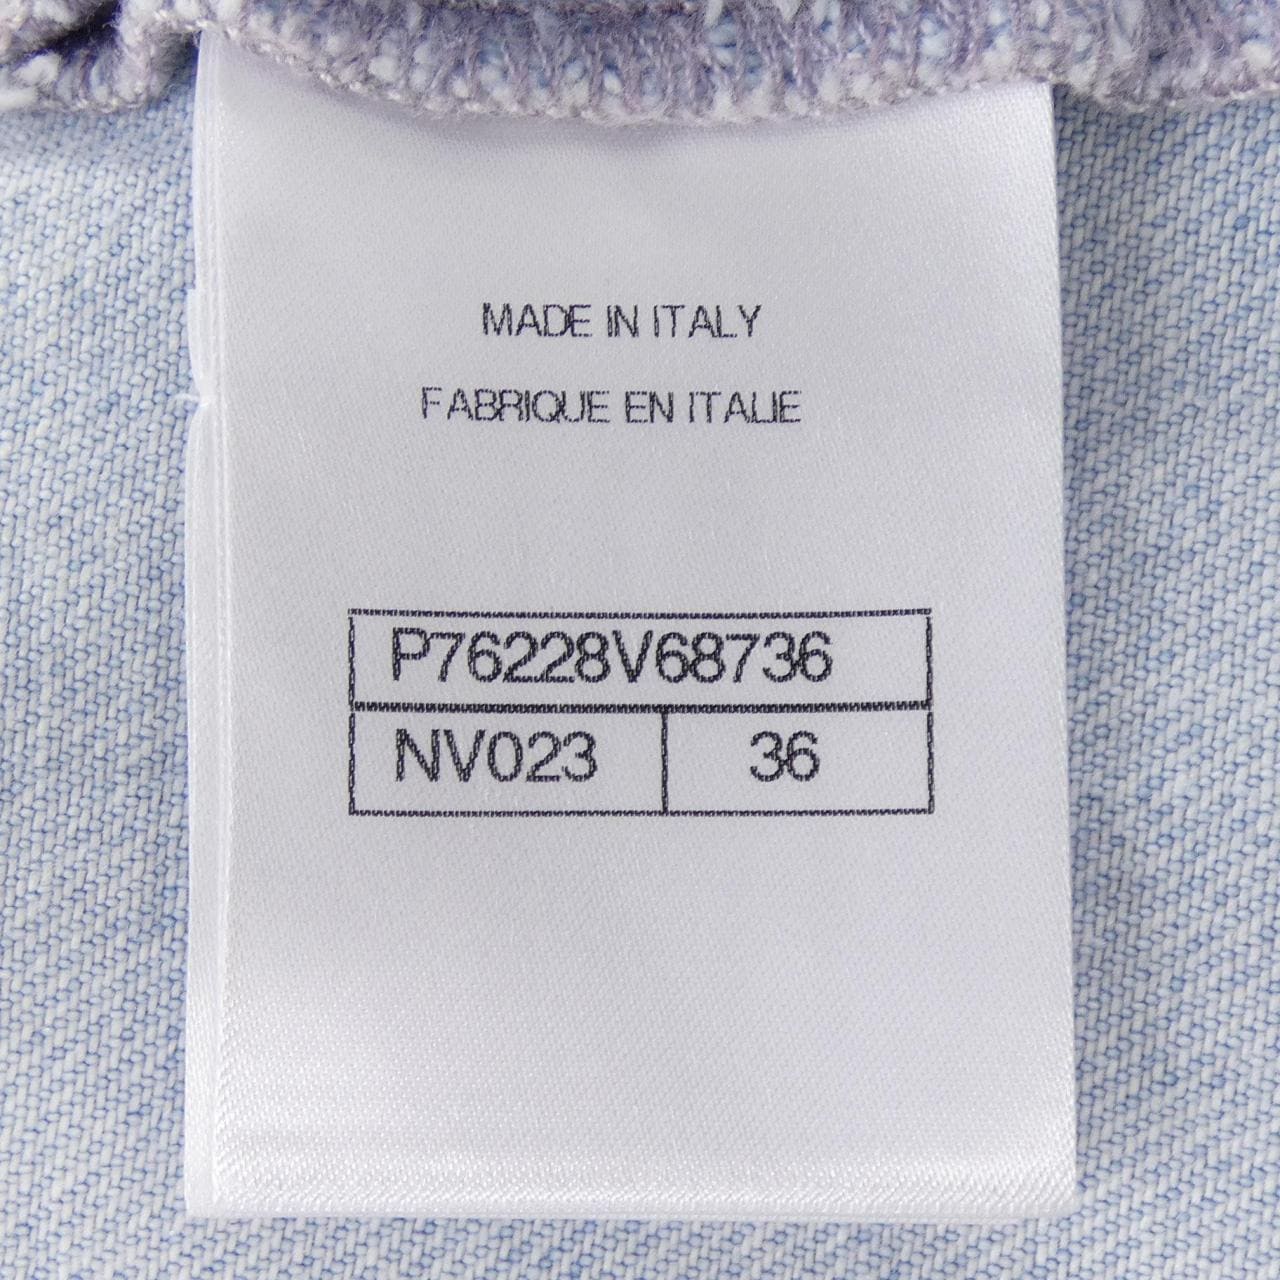 MADE IN ITALY
FABRIQUE EN ITALIE
P76228V68736
NV023 36